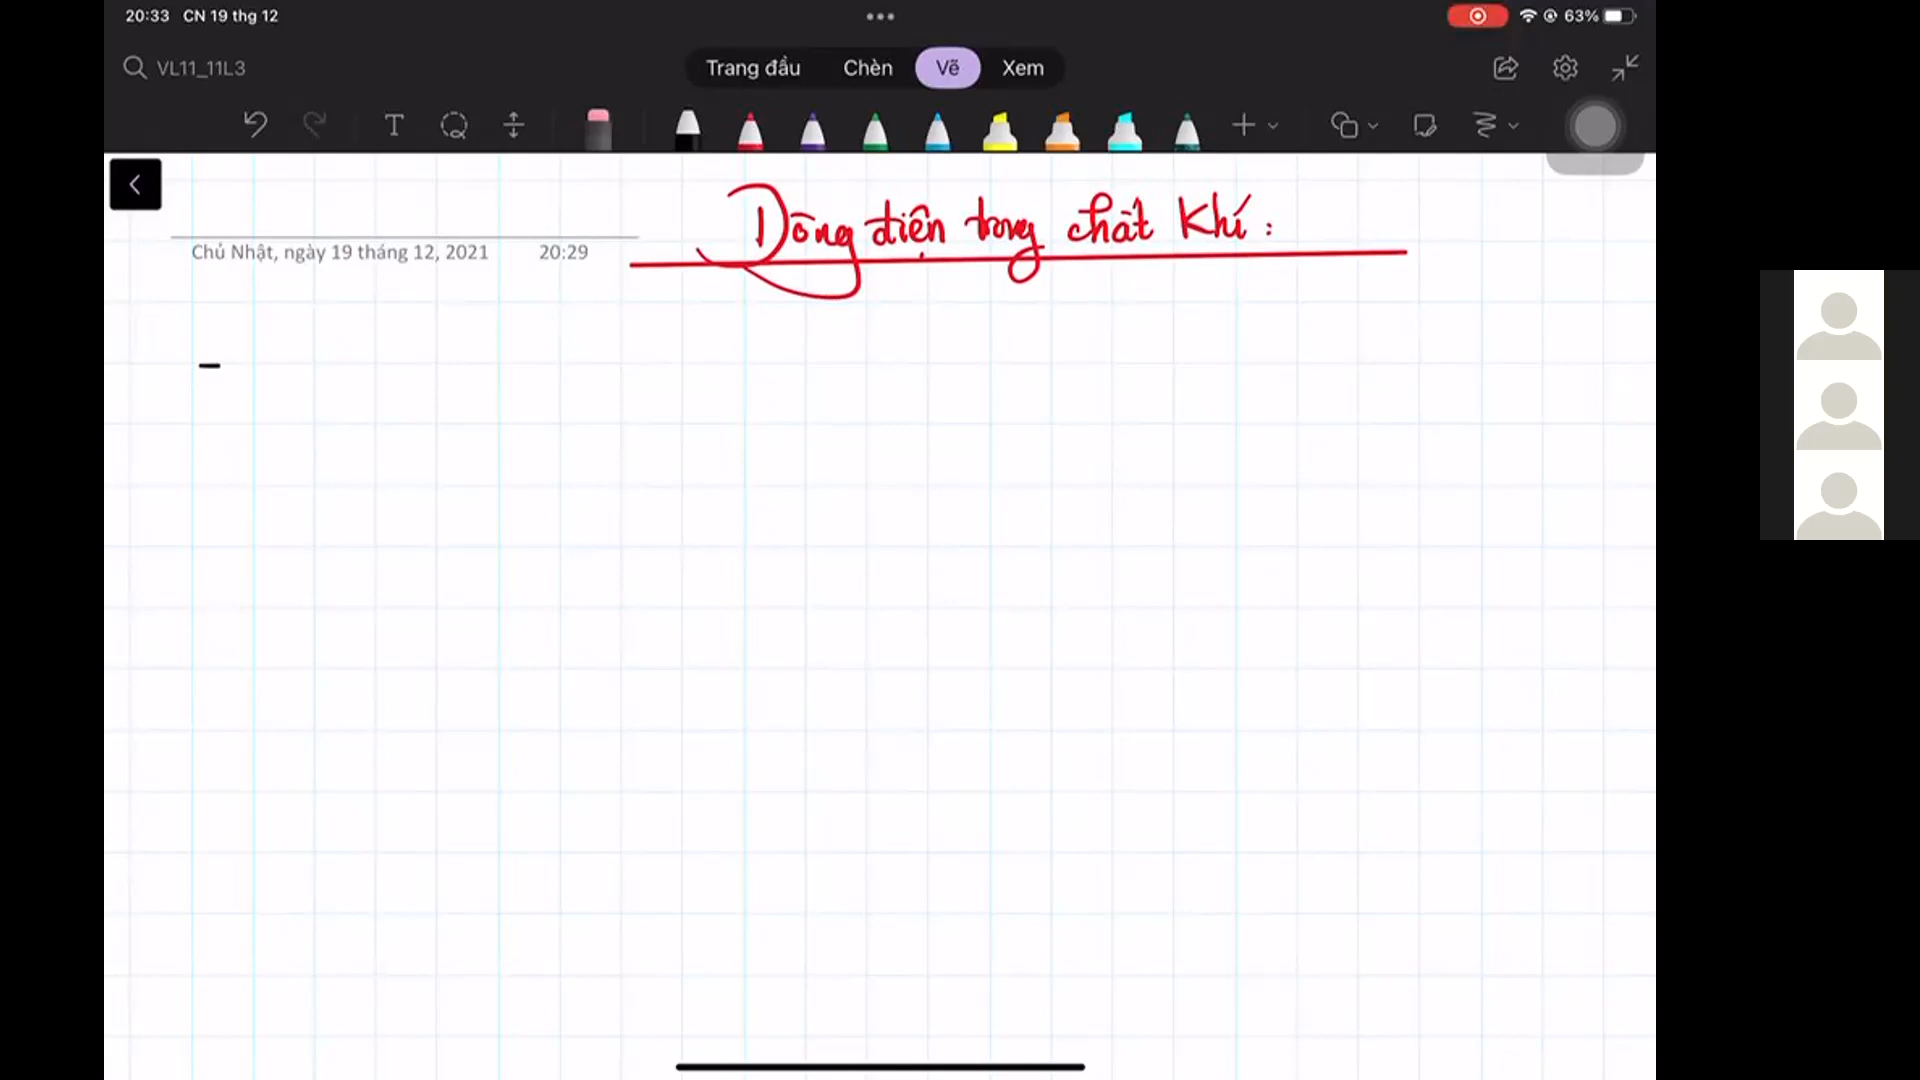 20:33 CN 19 thg 12
63%
VL11_11L3
Trang đầu Chèn Vẽ Xem
Dòng điện trong chất Khí :
Chủ Nhật, ngày 19 tháng 12, 2021 20:29
-